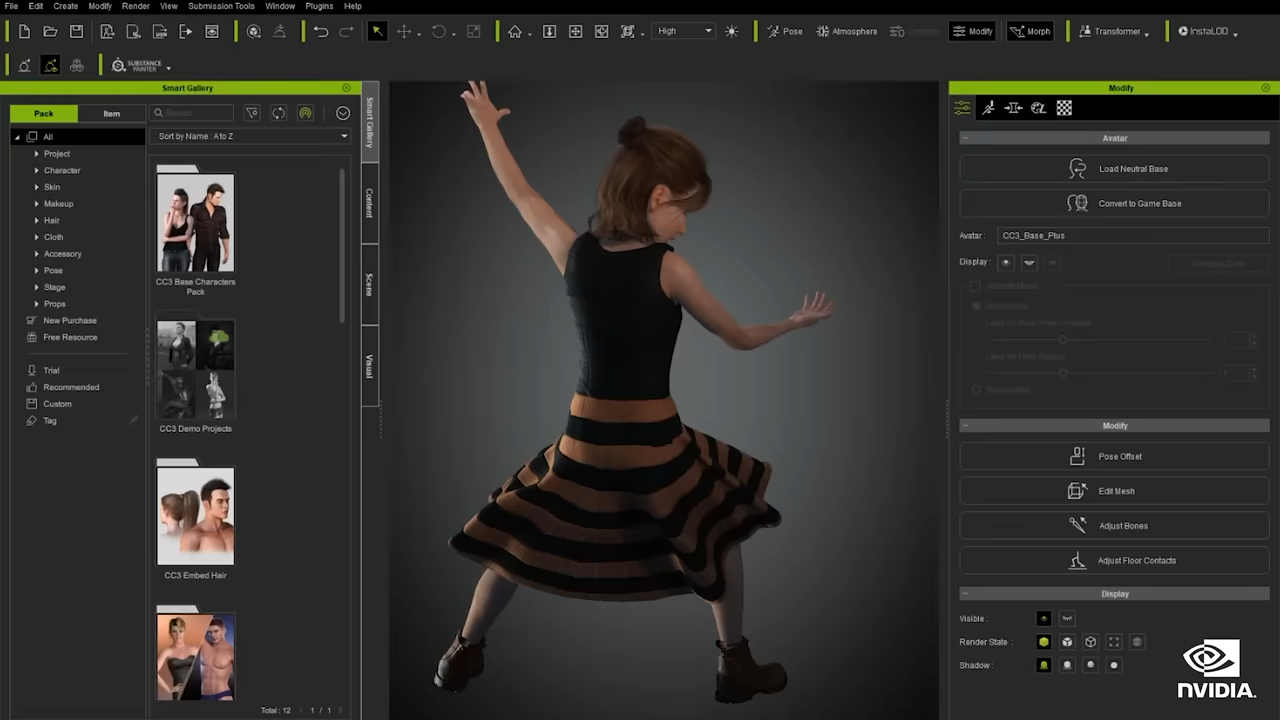 File Edit Create Modify Render View Submission Tools Window Plugins Help
High Pose Atmosphere Modify Morph Transformer InstaLOD
SUBSTANCE PAINTER
Smart Gallery
Pack Item Search
Sort by Name : A to Z
All
Project
Character
Skin
Makeup
Hair
Cloth
Accessory
Pose
Stage
Props
New Purchase
Free Resource
Trial
Recommended
Custom
Tag
CC3 Base Characters
Pack
CC3 Demo Projects
CC3 Embed Hair
Total : 12 1 / 1
Smart Gallery
Content
Scene
Visual
Modify
Avatar
Load Neutral Base
Convert to Game Base
Avatar : CC3_Base_Plus
Display :
Modify
Pose Offset
Edit Mesh
Adjust Bones
Adjust Floor Contacts
Display
Visible :
Render State :
Shadow :
NVIDIA.